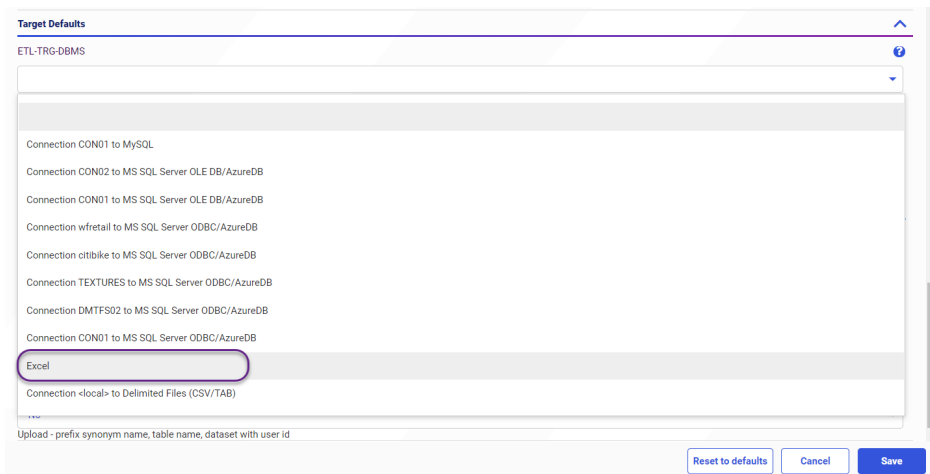 Target Defaults
ETL-TRG-DBMS
Connection CON01 to MySQL
Connection CON02 to MS SQL Server OLE DB/AzureDB
Connection CON01 to MS SQL Server OLE DB/AzureDB
Connection wfretail to MS SQL Server ODBC/AzureDB
Connection citibike to MS SQL Server ODBC/AzureDB
Connection TEXTURES to MS SQL Server ODBC/AzureDB
Connection DMTFS02 to MS SQL Server ODBC/AzureDB
Connection CON01 to MS SQL Server ODBC/AzureDB
Excel
Connection <local> to Delimited Files (CSV/TAB)
Upload - prefix synonym name, table name, dataset with user id
Reset to defaults Cancel Save